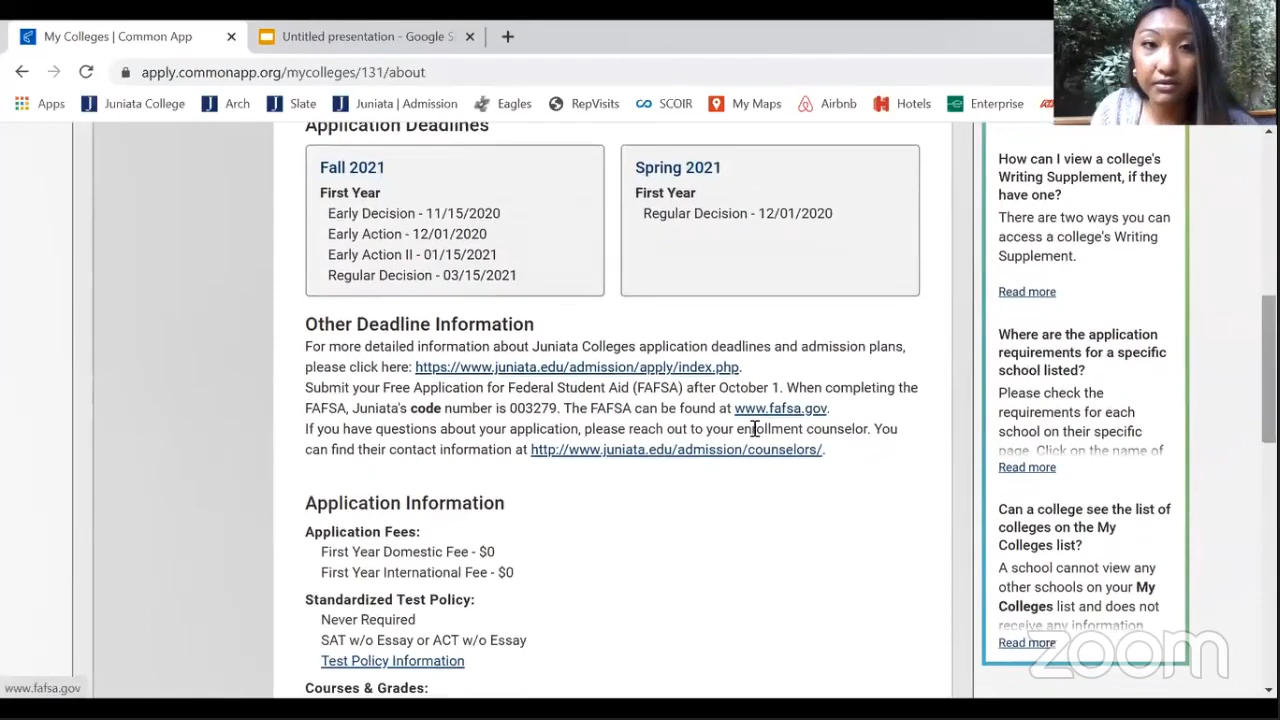 My Colleges | Common App
Untitled presentation - Google S
apply.commonapp.org/mycolleges/131/about
Apps Juniata College Arch Slate Juniata | Admission Eagles RepVisits SCOIR My Maps Airbnb Hotels Enterprise
Application Deadlines
Fall 2021
First Year
Early Decision - 11/15/2020
Early Action - 12/01/2020
Early Action II - 01/15/2021
Regular Decision - 03/15/2021
Spring 2021
First Year
Regular Decision - 12/01/2020
Other Deadline Information
For more detailed information about Juniata Colleges application deadlines and admission plans,
please click here: https://www.juniata.edu/admission/apply/index.php.
Submit your Free Application for Federal Student Aid (FAFSA) after October 1. When completing the
FAFSA, Juniata's code number is 003279. The FAFSA can be found at www.fafsa.gov.
If you have questions about your application, please reach out to your enrollment counselor. You
can find their contact information at http://www.juniata.edu/admission/counselors/.
Application Information
Application Fees:
First Year Domestic Fee - $0
First Year International Fee - $0
Standardized Test Policy:
Never Required
SAT w/o Essay or ACT w/o Essay
Test Policy Information
Courses & Grades:
How can I view a college's
Writing Supplement, if they
have one?
There are two ways you can
access a college's Writing
Supplement.
Read more
Where are the application
requirements for a specific
school listed?
Please check the
requirements for each
school on their specific
page. Click on the name of
Read more
Can a college see the list of
colleges on the My
Colleges list?
A school cannot view any
other schools on your My
Colleges list and does not
receive any information
Read more
zoom
www.fafsa.gov